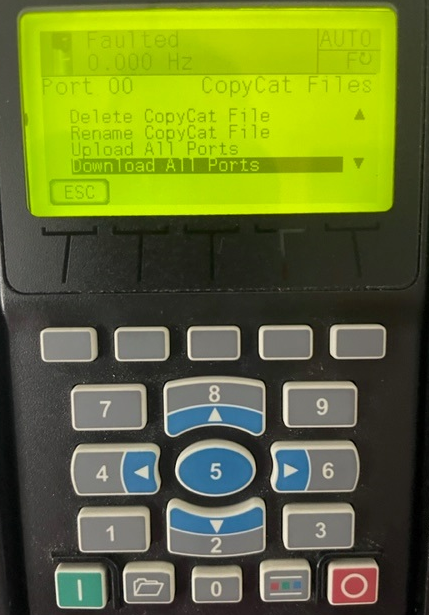 Faulted AUTO
0.000 Hz F↻
Port 00 CopyCat Files
Delete CopyCat File
Rename CopyCat File
Upload All Ports
Download All Ports
ESC
7 8 9
4 5 6
1 2 3
0